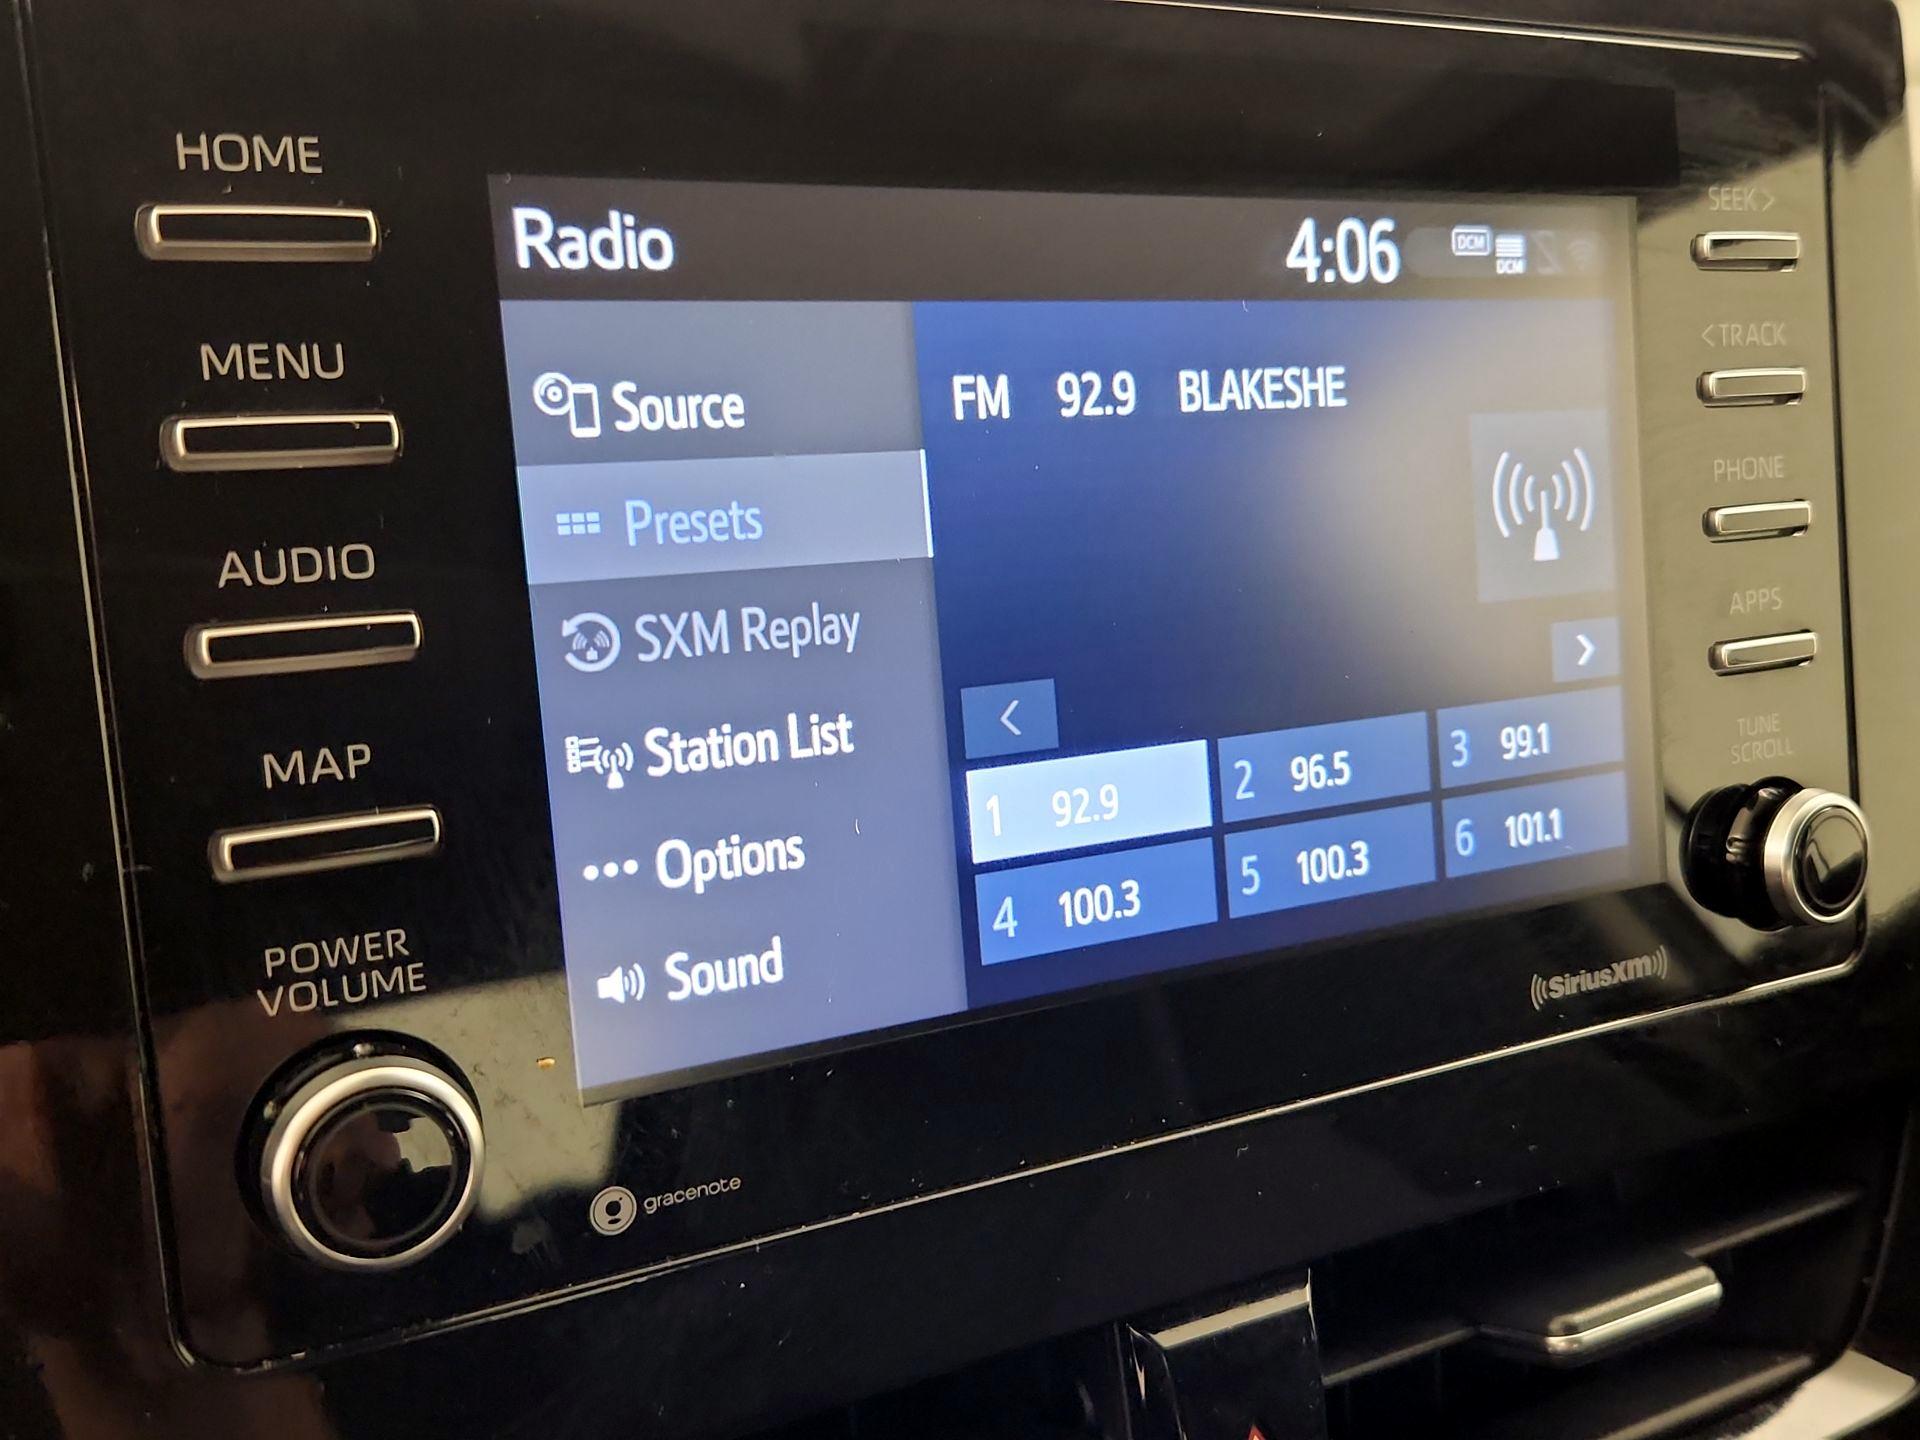 HOME
MENU
AUDIO
MAP
POWER
VOLUME
Radio
4:06
DCM
DCM
Source
Presets
SXM Replay
Station List
Options
Sound
FM 92.9 BLAKESHE
<
>
1 92.9
2 96.5
3 99.1
4 100.3
5 100.3
6 101.1
SEEK>
<TRACK
PHONE
APPS
TUNE
SCROLL
gracenote
((siriusxm))